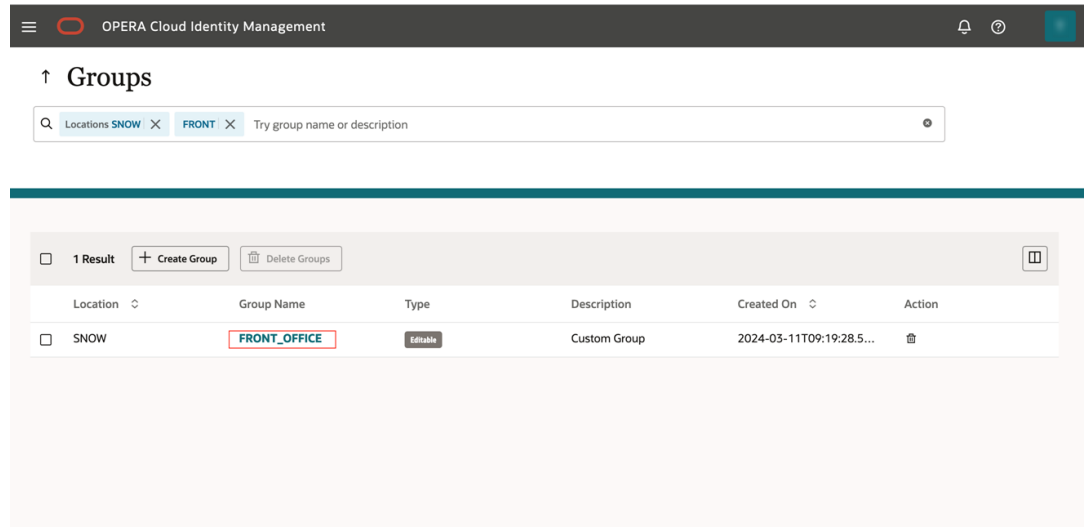 OPERA Cloud Identity Management
Groups
Locations SNOW FRONT Try group name or description
1 Result Create Group Delete Groups
Location Group Name Type Description Created On Action
SNOW FRONT_OFFICE Editable Custom Group 2024-03-11T09:19:28.5...